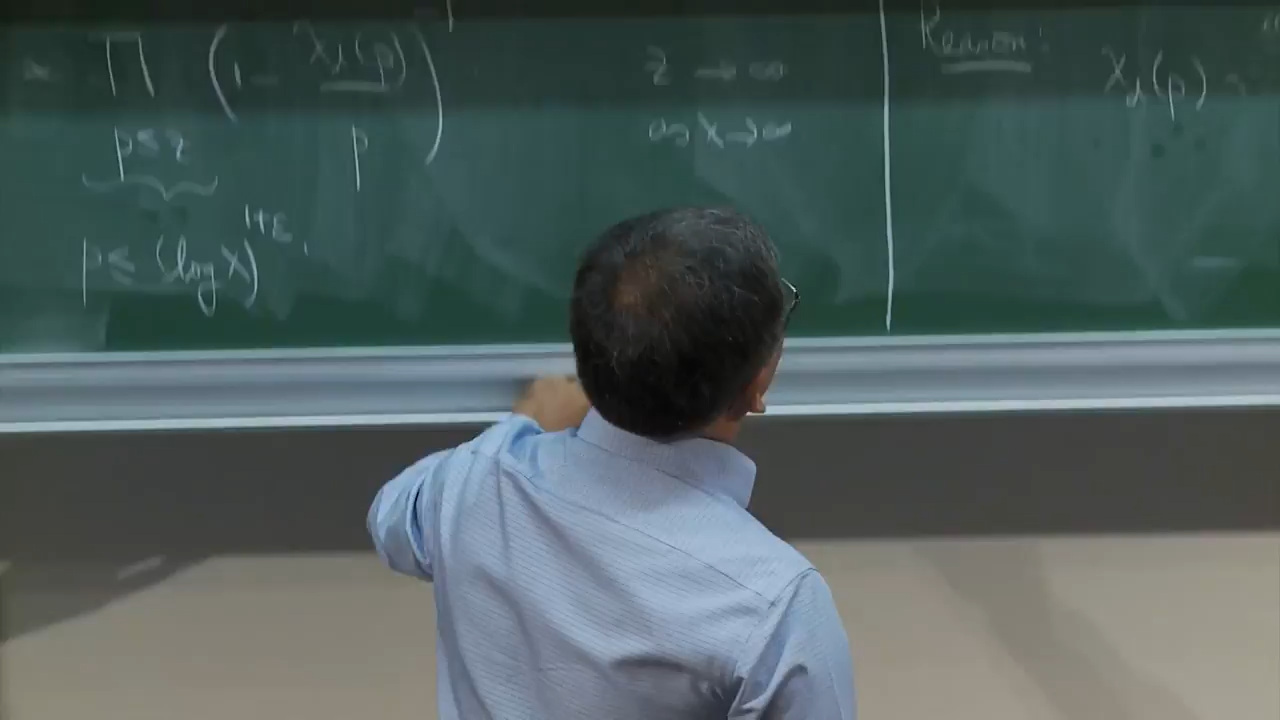 ≈ ∏ (1 - χ_d(p)/p)
p≤z
p ≤ (log X)^{1+ε}.
z → ∞
as X → ∞
Reason:
χ_d(p)